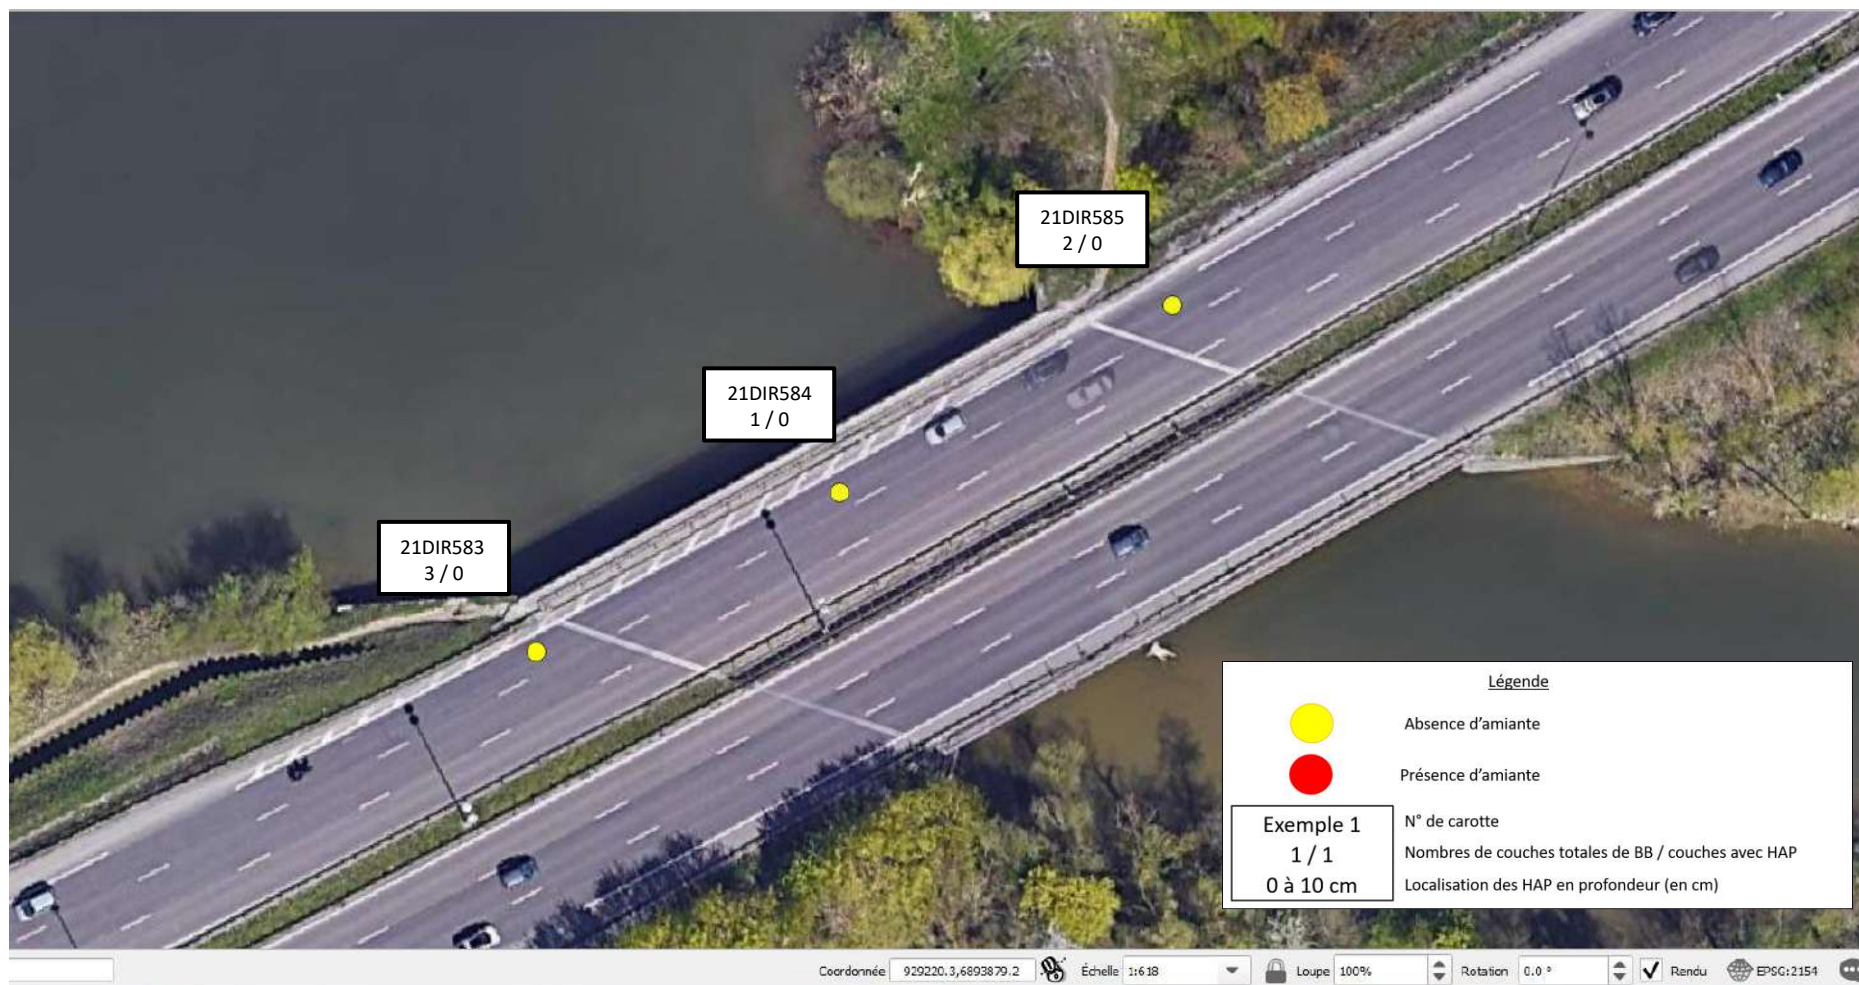 21DIR585
2 / 0
21DIR584
1 / 0
21DIR583
3 / 0
Légende
Absence d’amiante
Présence d’amiante
Exemple 1
1 / 1
0 à 10 cm
N° de carotte
Nombres de couches totales de BB / couches avec HAP
Localisation des HAP en profondeur (en cm)
Coordonnée 929220.3,6893879.2 Échelle 1:618 Loupe 100% Rotation 0.0 ° Rendu EPSG:2154